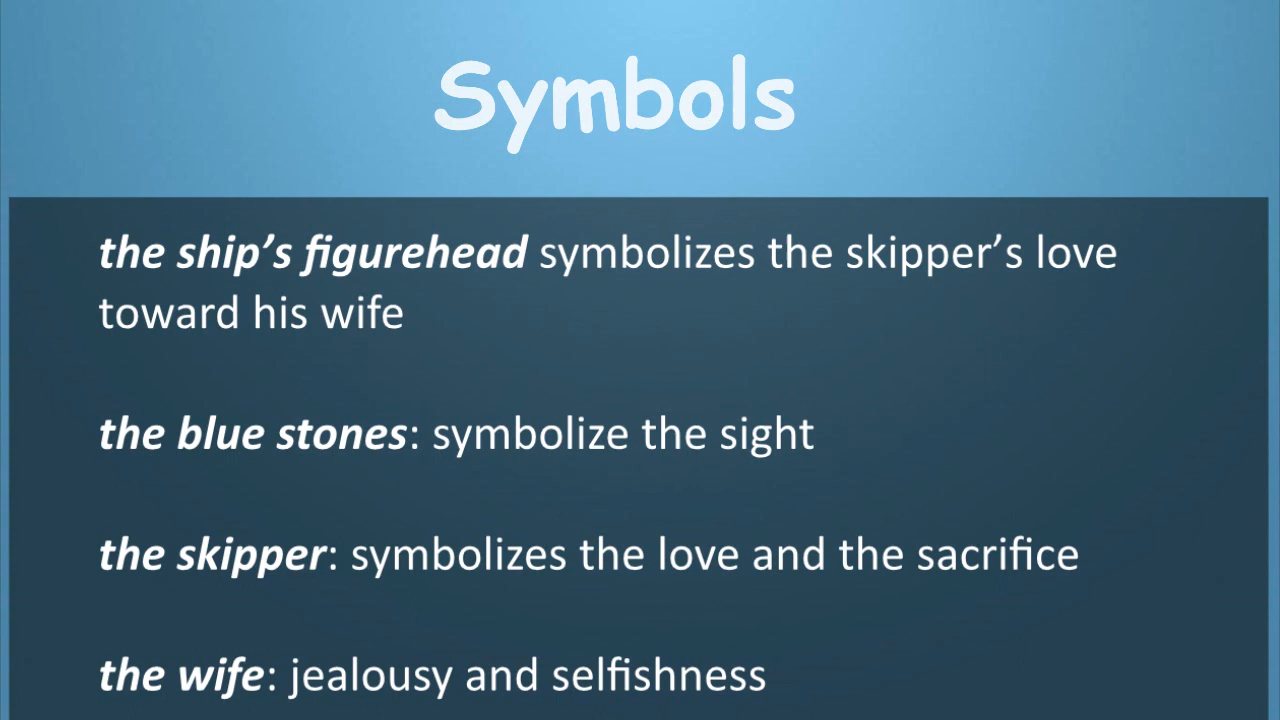 Symbols
the ship’s figurehead symbolizes the skipper’s love
toward his wife
the blue stones: symbolize the sight
the skipper: symbolizes the love and the sacrifice
the wife: jealousy and selfishness